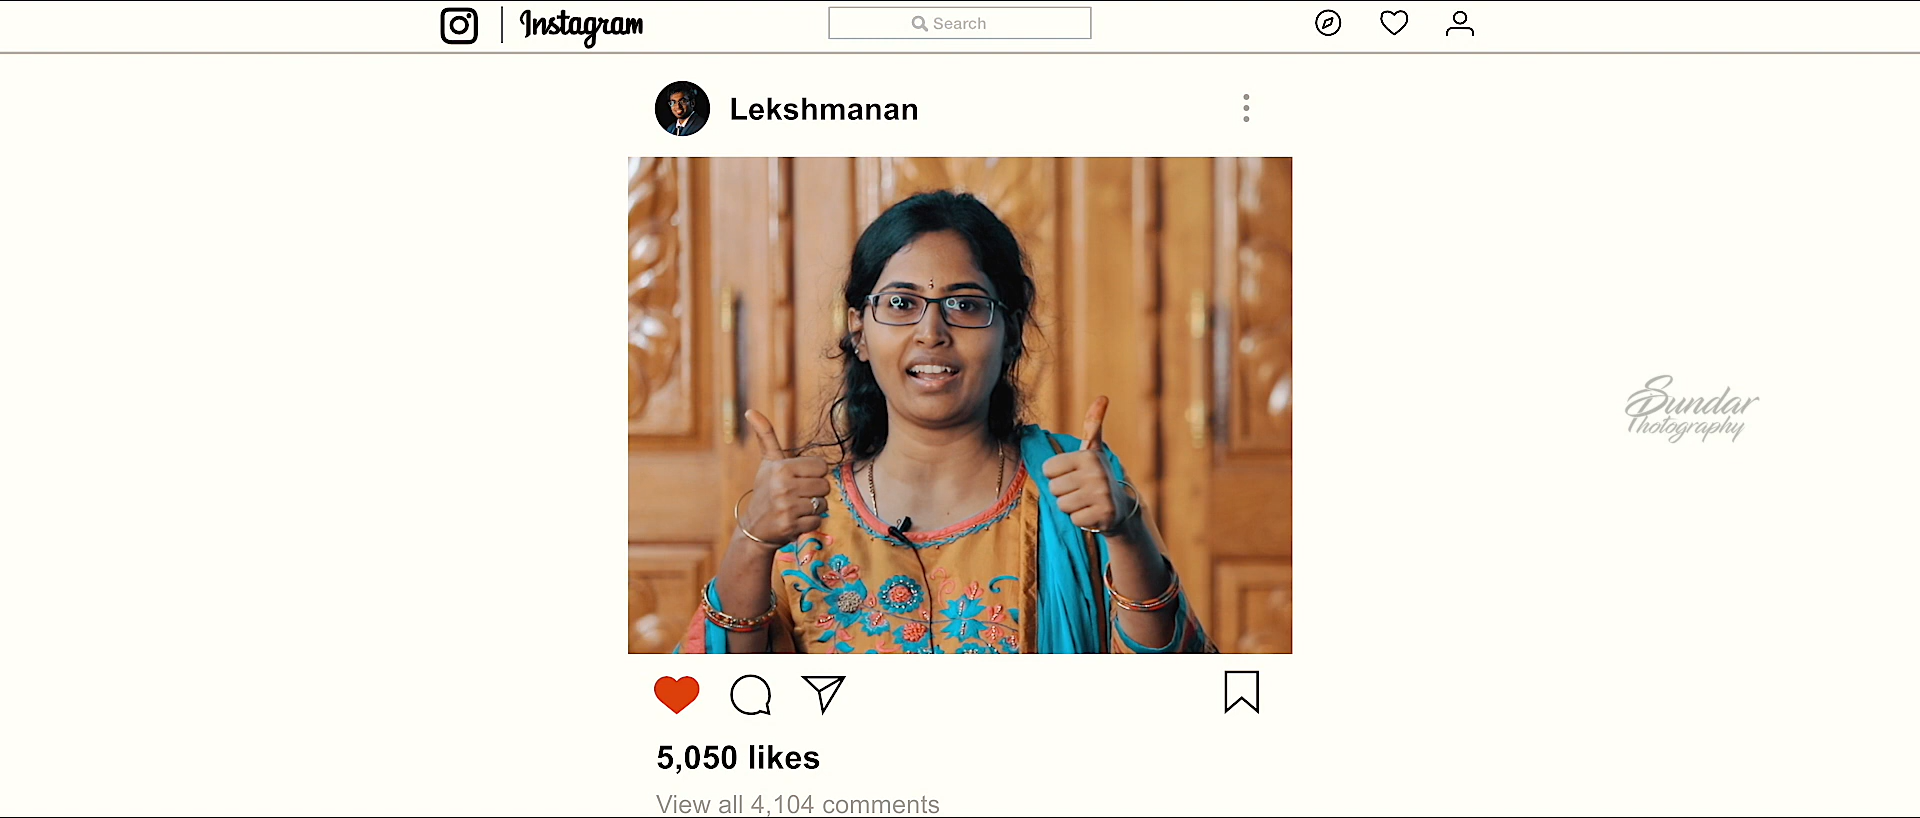 Instagram
Search
Lekshmanan
Sundar
Photography
5,050 likes
View all 4,104 comments